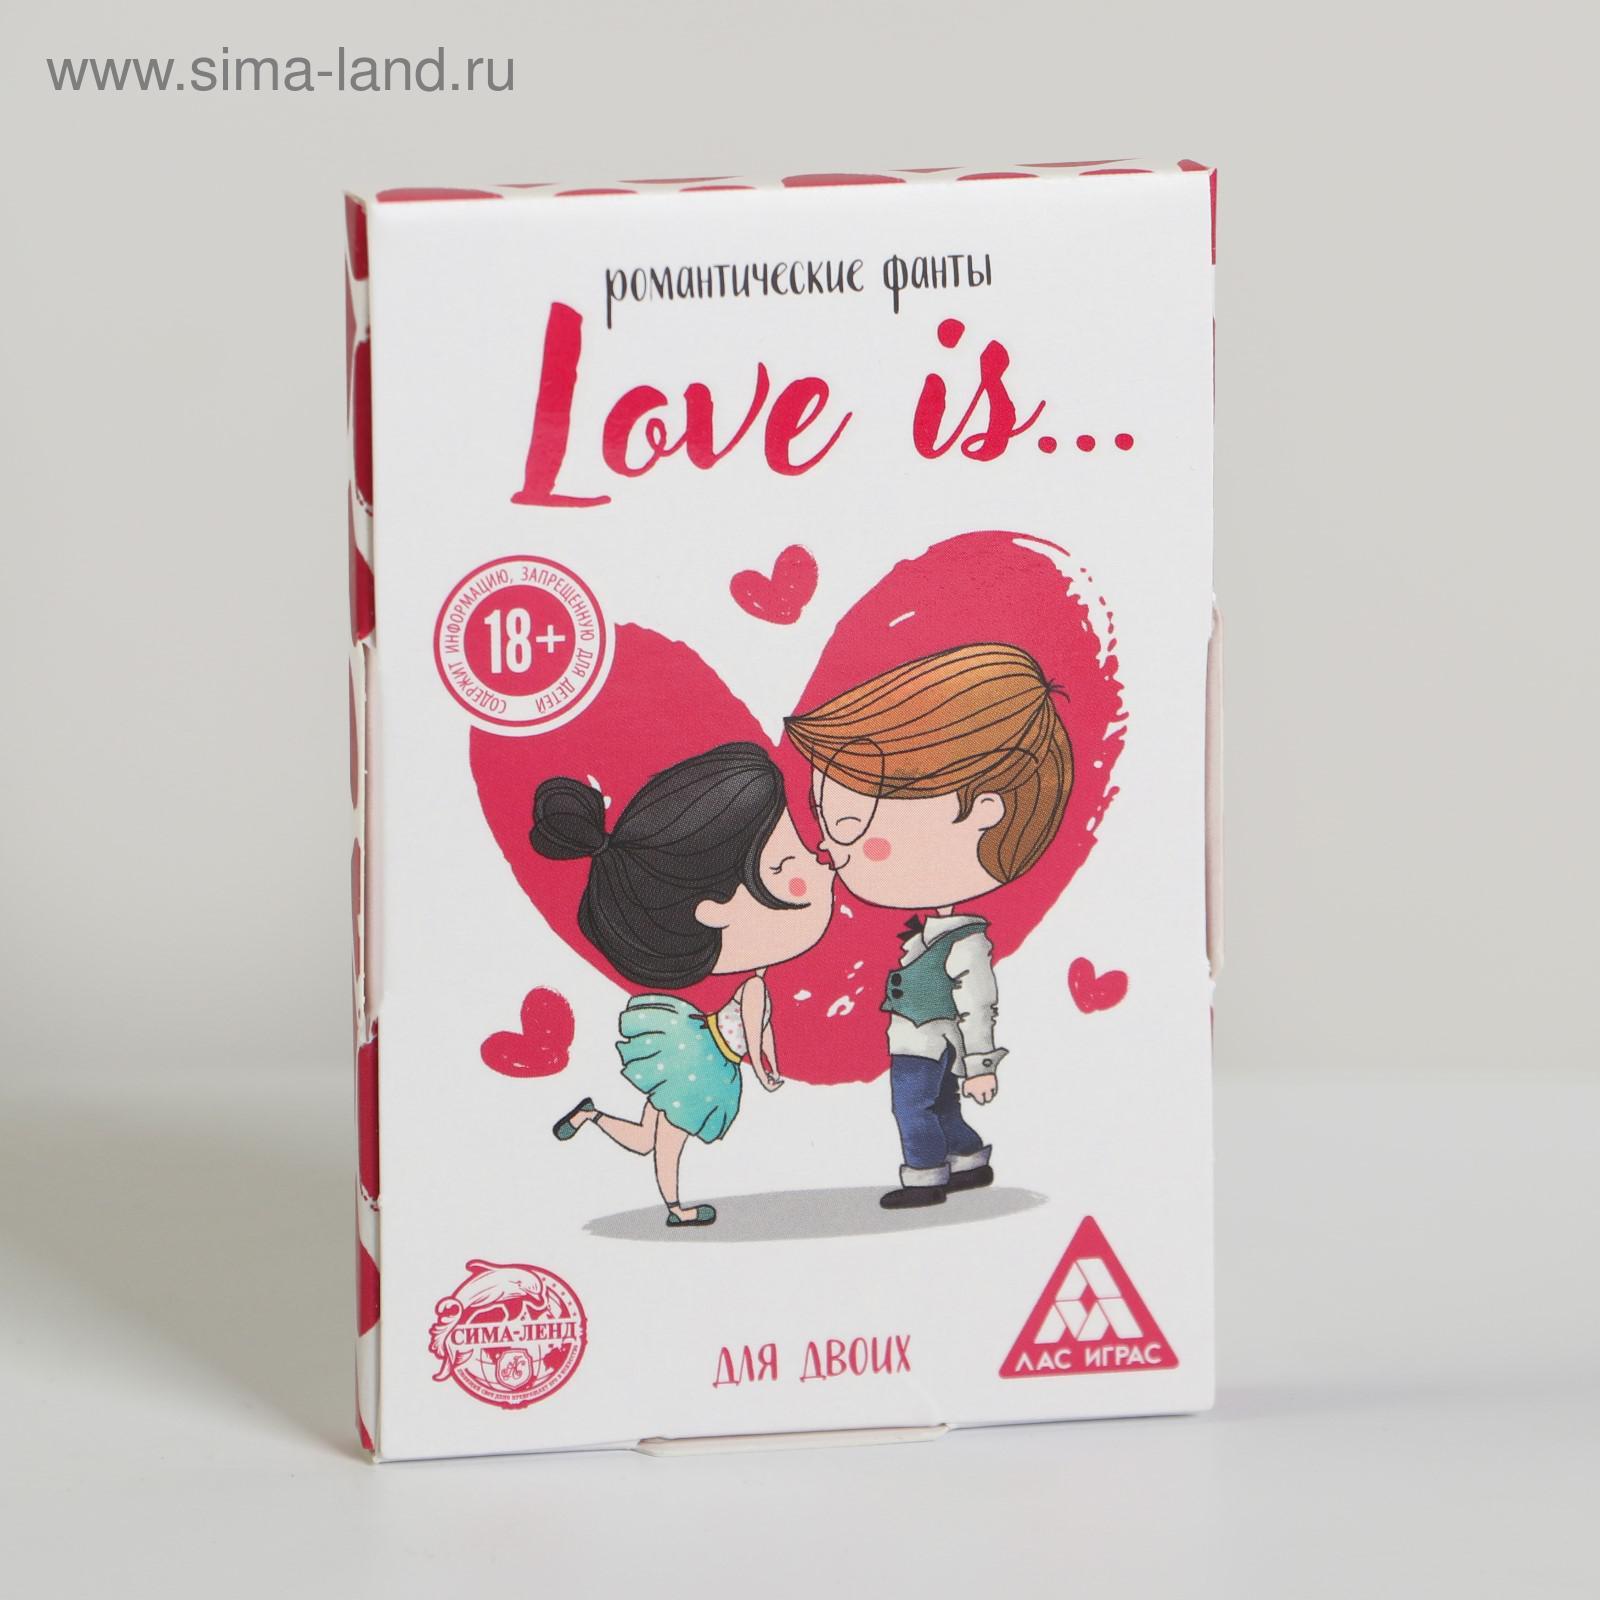 www.sima-land.ru
романтические фанты
Love is...
СОДЕРЖИТ ИНФОРМАЦИЮ, ЗАПРЕЩЕННУЮ ДЛЯ ДЕТЕЙ
18+
СИМА-ЛЕНД
ДЛЯ ДВОИХ
ЛАС ИГРАС